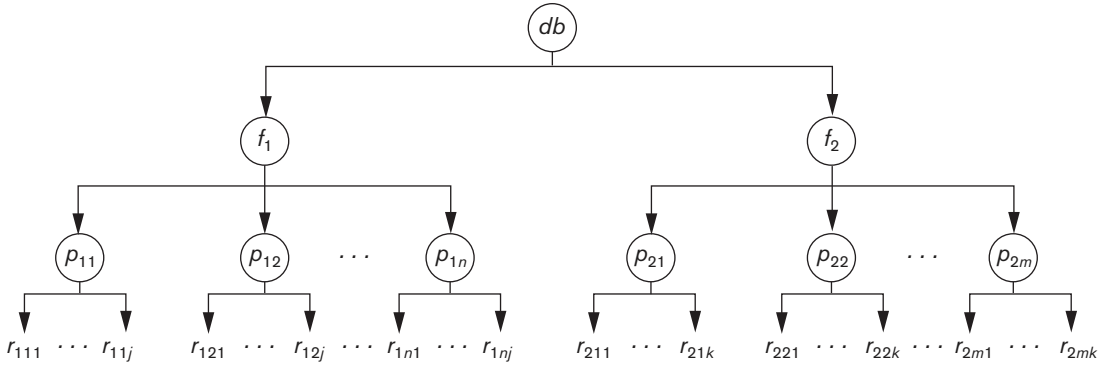 db
f₁ f₂
p₁₁ p₁₂ · · · p₁ₙ p₂₁ p₂₂ · · · p₂ₘ
r₁₁₁ · · · r₁₁ⱼ r₁₂₁ · · · r₁₂ⱼ · · · r₁ₙ₁ · · · r₁ₙⱼ r₂₁₁ · · · r₂₁ₖ r₂₂₁ · · · r₂₂ₖ · · · r₂ₘ₁ · · · r₂ₘₖ